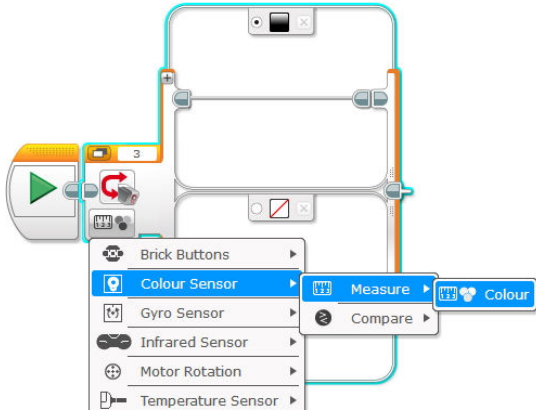 3
Brick Buttons
Colour Sensor
Measure
Colour
Gyro Sensor
Compare
Infrared Sensor
Motor Rotation
Temperature Sensor